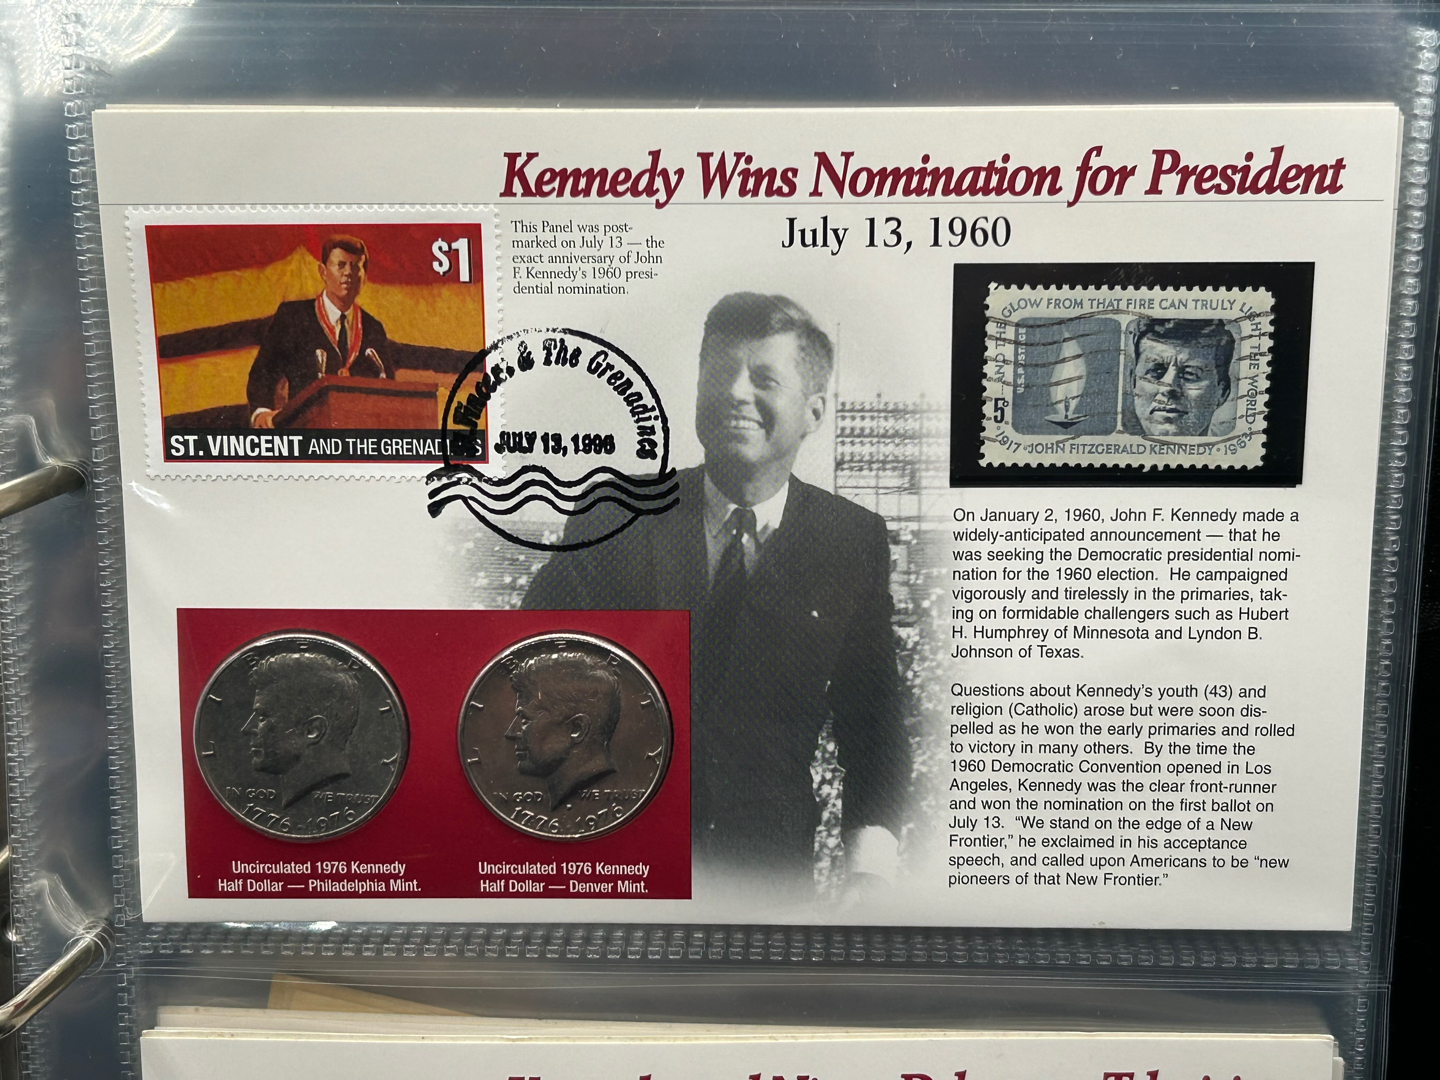 Kennedy Wins Nomination for President
July 13, 1960
This Panel was post-
marked on July 13 — the
exact anniversary of John
F. Kennedy's 1960 presi-
dential nomination.
$1
ST. VINCENT AND THE GRENADINES
St. Vincent & The Grenadines
JULY 13, 1996
AND THE GLOW FROM THAT FIRE CAN TRULY LIGHT THE WORLD
U.S. POSTAGE
5c
1917·JOHN FITZGERALD KENNEDY·1963
On January 2, 1960, John F. Kennedy made a
widely-anticipated announcement — that he
was seeking the Democratic presidential nomi-
nation for the 1960 election. He campaigned
vigorously and tirelessly in the primaries, tak-
ing on formidable challengers such as Hubert
H. Humphrey of Minnesota and Lyndon B.
Johnson of Texas.
Questions about Kennedy's youth (43) and
religion (Catholic) arose but were soon dis-
pelled as he won the early primaries and rolled
to victory in many others. By the time the
1960 Democratic Convention opened in Los
Angeles, Kennedy was the clear front-runner
and won the nomination on the first ballot on
July 13. “We stand on the edge of a New
Frontier,” he exclaimed in his acceptance
speech, and called upon Americans to be “new
pioneers of that New Frontier.”
LIBERTY
IN GOD WE TRUST
1776·1976
LIBERTY
IN GOD WE TRUST
D
1776·1976
Uncirculated 1976 Kennedy
Half Dollar — Philadelphia Mint.
Uncirculated 1976 Kennedy
Half Dollar — Denver Mint.